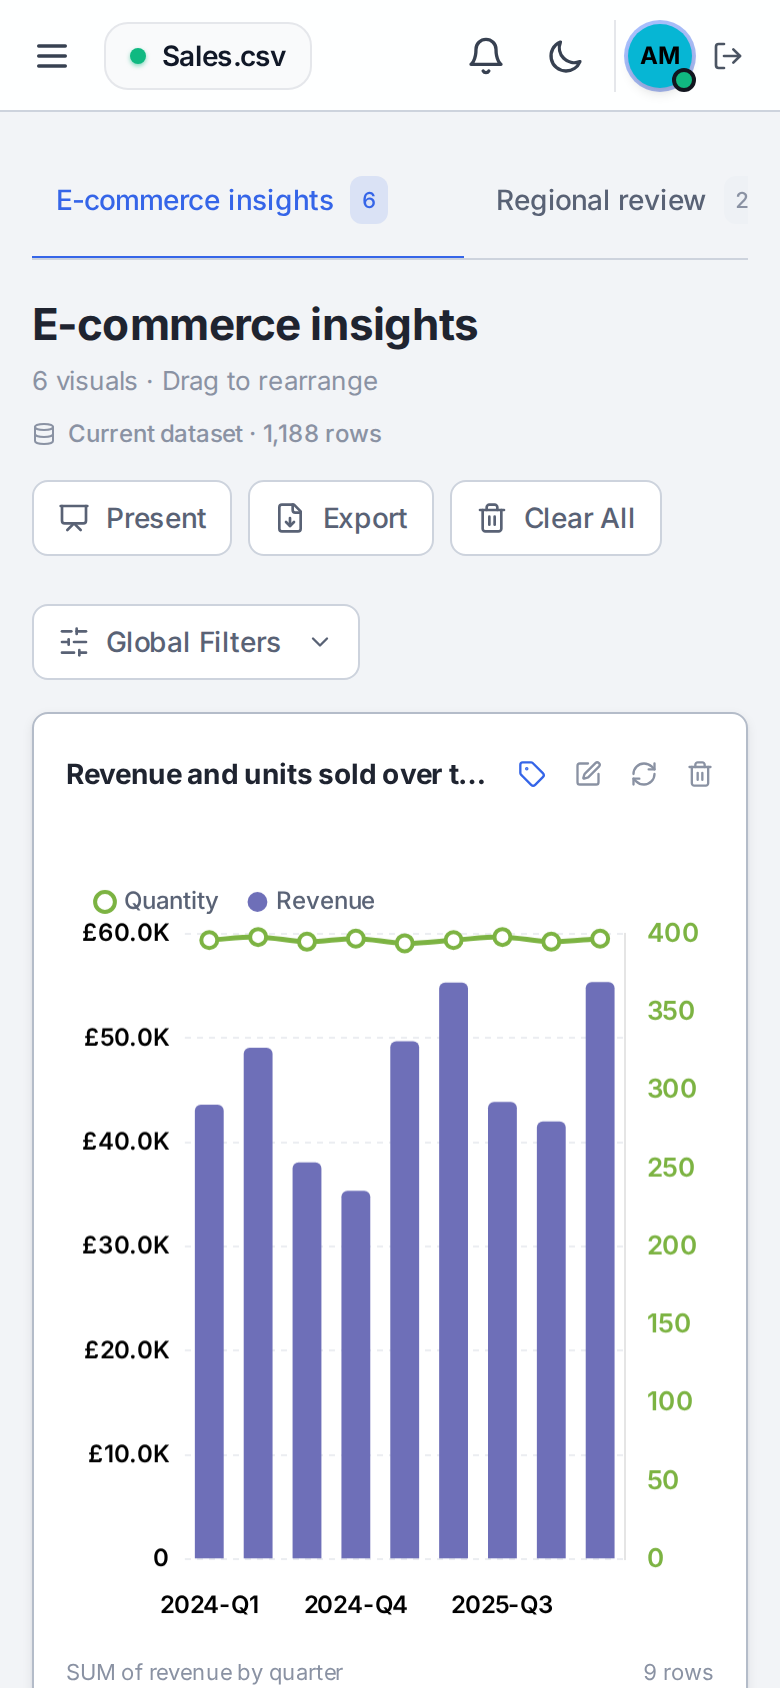 Sales.csv
AM
E-commerce insights 6
Regional review 2
E-commerce insights
6 visuals · Drag to rearrange
Current dataset · 1,188 rows
Present
Export
Clear All
Global Filters
Revenue and units sold over t...
Quantity
Revenue
£60.0K
£50.0K
£40.0K
£30.0K
£20.0K
£10.0K
0
400
350
300
250
200
150
100
50
0
2024-Q1
2024-Q4
2025-Q3
SUM of revenue by quarter
9 rows